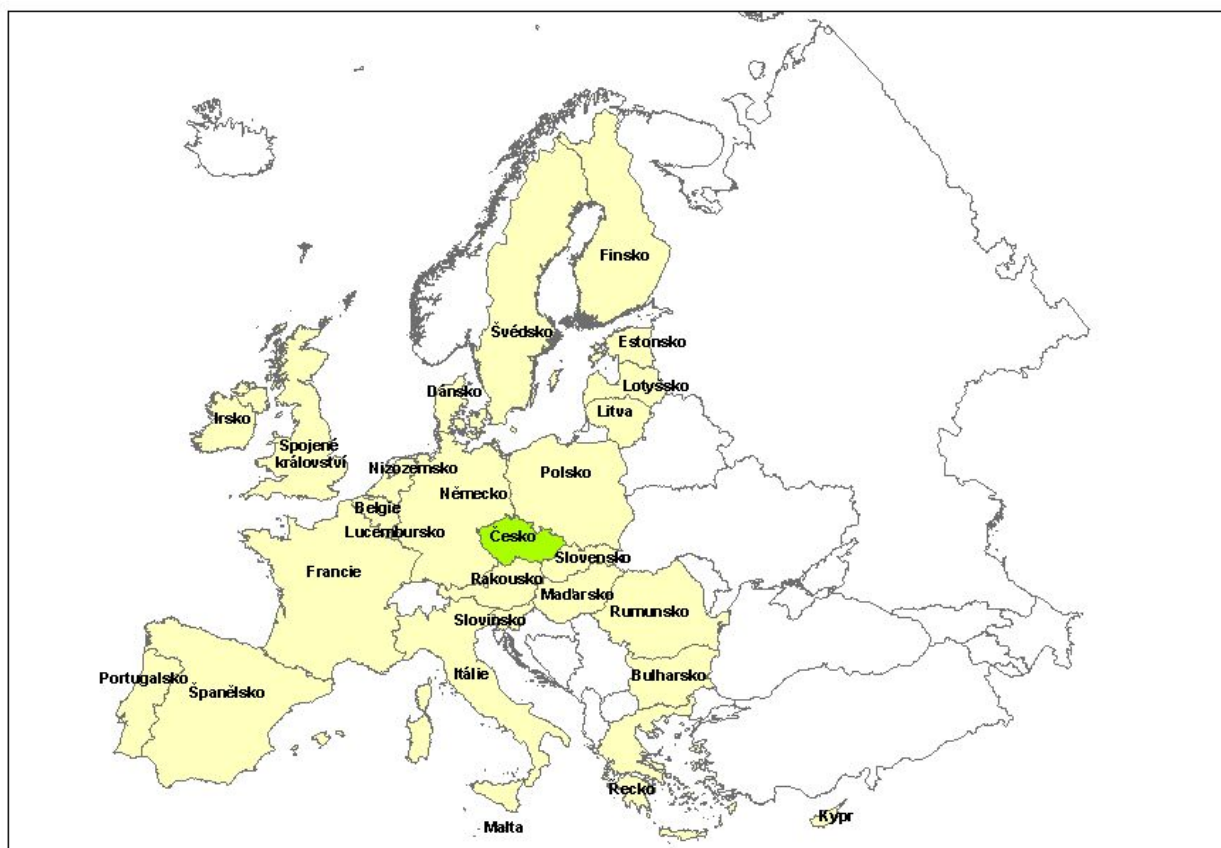 Finsko
Švédsko
Estonsko
Lotyšsko
Dánsko
Litva
Irsko
Spojené
království
Nizozemsko
Polsko
Německo
Belgie
Lucembursko
Česko
Slovensko
Francie
Rakousko
Maďarsko
Rumunsko
Slovinsko
Itálie
Bulharsko
Portugalsko
Španělsko
Řecko
Kypr
Malta